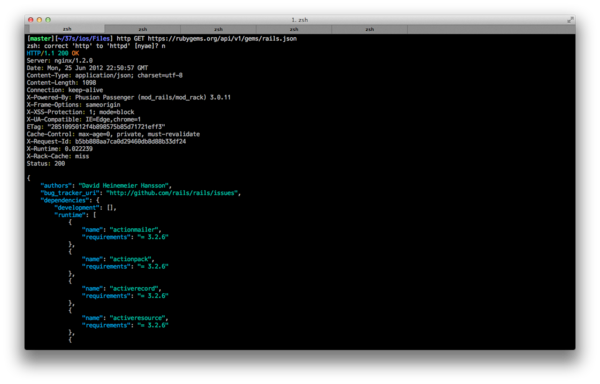 1. zsh
zsh zsh zsh zsh
[master][~/37s/ios/Files] http GET https://rubygems.org/api/v1/gems/rails.json
zsh: correct 'http' to 'httpd' [nyae]? n
HTTP/1.1 200 OK
Server: nginx/1.2.0
Date: Mon, 25 Jun 2012 22:50:57 GMT
Content-Type: application/json; charset=utf-8
Content-Length: 1098
Connection: keep-alive
X-Powered-By: Phusion Passenger (mod_rails/mod_rack) 3.0.11
X-Frame-Options: sameorigin
X-XSS-Protection: 1; mode=block
X-UA-Compatible: IE=Edge,chrome=1
ETag:
Cache-Control: max-age=0, private, must-revalidate
X-Request-Id:
X-Runtime: 0.022239
X-Rack-Cache: miss
Status: 200
{
"authors": "David Heinemeier Hansson",
"bug_tracker_uri": "http://github.com/rails/rails/issues",
"dependencies": {
"development": [],
"runtime": [
{
"name": "actionmailer",
"requirements": "= 3.2.6"
},
{
"name": "actionpack",
"requirements": "= 3.2.6"
},
{
"name": "activerecord",
"requirements": "= 3.2.6"
},
{
"name": "activeresource",
"requirements": "= 3.2.6"
},
{